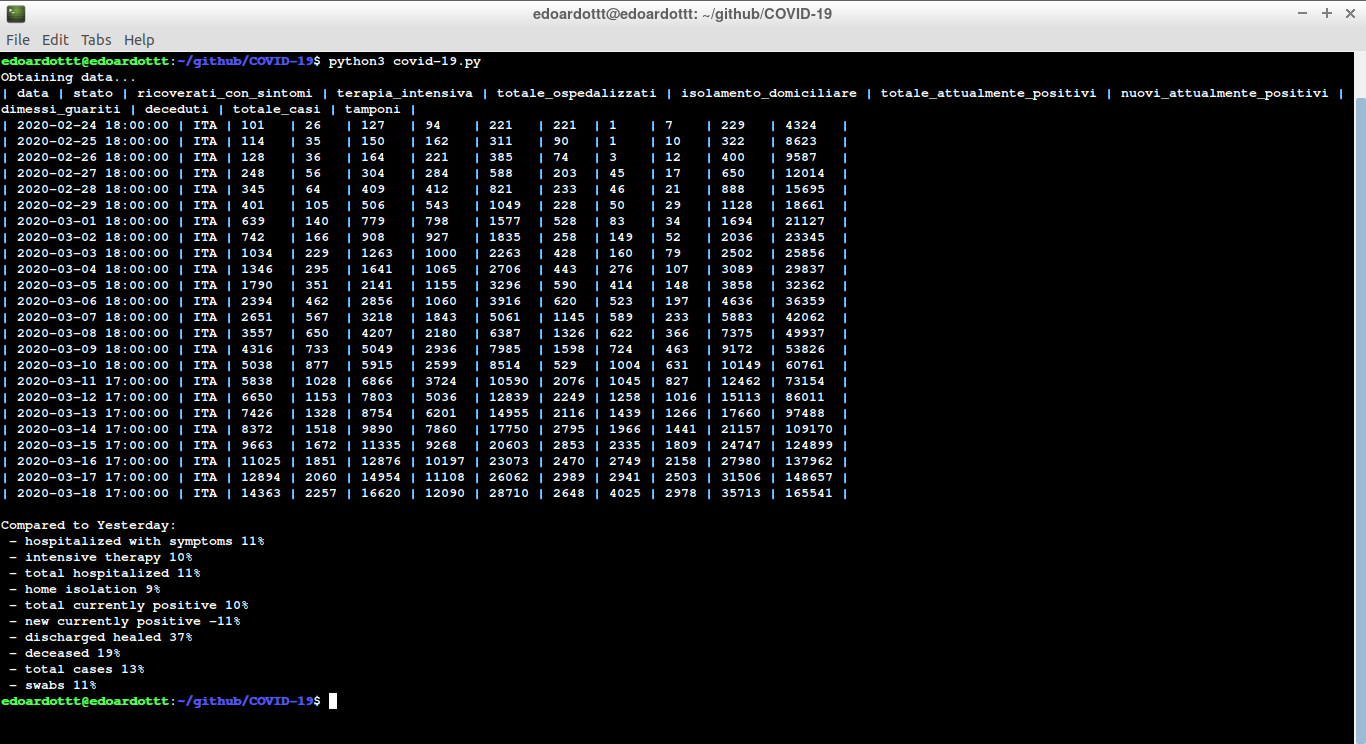 edoardottt@edoardottt: ~/github/COVID-19
File Edit Tabs Help
edoardottt@edoardottt:~/github/COVID-19$ python3 covid-19.py
Obtaining data...
| data | stato | ricoverati_con_sintomi | terapia_intensiva | totale_ospedalizzati | isolamento_domiciliare | totale_attualmente_positivi | nuovi_attualmente_positivi |
dimessi_guariti | deceduti | totale_casi | tamponi |
| 2020-02-24 18:00:00 | ITA | 101 | 26 | 127 | 94 | 221 | 221 | 1 | 7 | 229 | 4324 |
| 2020-02-25 18:00:00 | ITA | 114 | 35 | 150 | 162 | 311 | 90 | 1 | 10 | 322 | 8623 |
| 2020-02-26 18:00:00 | ITA | 128 | 36 | 164 | 221 | 385 | 74 | 3 | 12 | 400 | 9587 |
| 2020-02-27 18:00:00 | ITA | 248 | 56 | 304 | 284 | 588 | 203 | 45 | 17 | 650 | 12014 |
| 2020-02-28 18:00:00 | ITA | 345 | 64 | 409 | 412 | 821 | 233 | 46 | 21 | 888 | 15695 |
| 2020-02-29 18:00:00 | ITA | 401 | 105 | 506 | 543 | 1049 | 228 | 50 | 29 | 1128 | 18661 |
| 2020-03-01 18:00:00 | ITA | 639 | 140 | 779 | 798 | 1577 | 528 | 83 | 34 | 1694 | 21127 |
| 2020-03-02 18:00:00 | ITA | 742 | 166 | 908 | 927 | 1835 | 258 | 149 | 52 | 2036 | 23345 |
| 2020-03-03 18:00:00 | ITA | 1034 | 229 | 1263 | 1000 | 2263 | 428 | 160 | 79 | 2502 | 25856 |
| 2020-03-04 18:00:00 | ITA | 1346 | 295 | 1641 | 1065 | 2706 | 443 | 276 | 107 | 3089 | 29837 |
| 2020-03-05 18:00:00 | ITA | 1790 | 351 | 2141 | 1155 | 3296 | 590 | 414 | 148 | 3858 | 32362 |
| 2020-03-06 18:00:00 | ITA | 2394 | 462 | 2856 | 1060 | 3916 | 620 | 523 | 197 | 4636 | 36359 |
| 2020-03-07 18:00:00 | ITA | 2651 | 567 | 3218 | 1843 | 5061 | 1145 | 589 | 233 | 5883 | 42062 |
| 2020-03-08 18:00:00 | ITA | 3557 | 650 | 4207 | 2180 | 6387 | 1326 | 622 | 366 | 7375 | 49937 |
| 2020-03-09 18:00:00 | ITA | 4316 | 733 | 5049 | 2936 | 7985 | 1598 | 724 | 463 | 9172 | 53826 |
| 2020-03-10 18:00:00 | ITA | 5038 | 877 | 5915 | 2599 | 8514 | 529 | 1004 | 631 | 10149 | 60761 |
| 2020-03-11 17:00:00 | ITA | 5838 | 1028 | 6866 | 3724 | 10590 | 2076 | 1045 | 827 | 12462 | 73154 |
| 2020-03-12 17:00:00 | ITA | 6650 | 1153 | 7803 | 5036 | 12839 | 2249 | 1258 | 1016 | 15113 | 86011 |
| 2020-03-13 17:00:00 | ITA | 7426 | 1328 | 8754 | 6201 | 14955 | 2116 | 1439 | 1266 | 17660 | 97488 |
| 2020-03-14 17:00:00 | ITA | 8372 | 1518 | 9890 | 7860 | 17750 | 2795 | 1966 | 1441 | 21157 | 109170 |
| 2020-03-15 17:00:00 | ITA | 9663 | 1672 | 11335 | 9268 | 20603 | 2853 | 2335 | 1809 | 24747 | 124899 |
| 2020-03-16 17:00:00 | ITA | 11025 | 1851 | 12876 | 10197 | 23073 | 2470 | 2749 | 2158 | 27980 | 137962 |
| 2020-03-17 17:00:00 | ITA | 12894 | 2060 | 14954 | 11108 | 26062 | 2989 | 2941 | 2503 | 31506 | 148657 |
| 2020-03-18 17:00:00 | ITA | 14363 | 2257 | 16620 | 12090 | 28710 | 2648 | 4025 | 2978 | 35713 | 165541 |
Compared to Yesterday:
- hospitalized with symptoms 11%
- intensive therapy 10%
- total hospitalized 11%
- home isolation 9%
- total currently positive 10%
- new currently positive -11%
- discharged healed 37%
- deceased 19%
- total cases 13%
- swabs 11%
edoardottt@edoardottt:~/github/COVID-19$